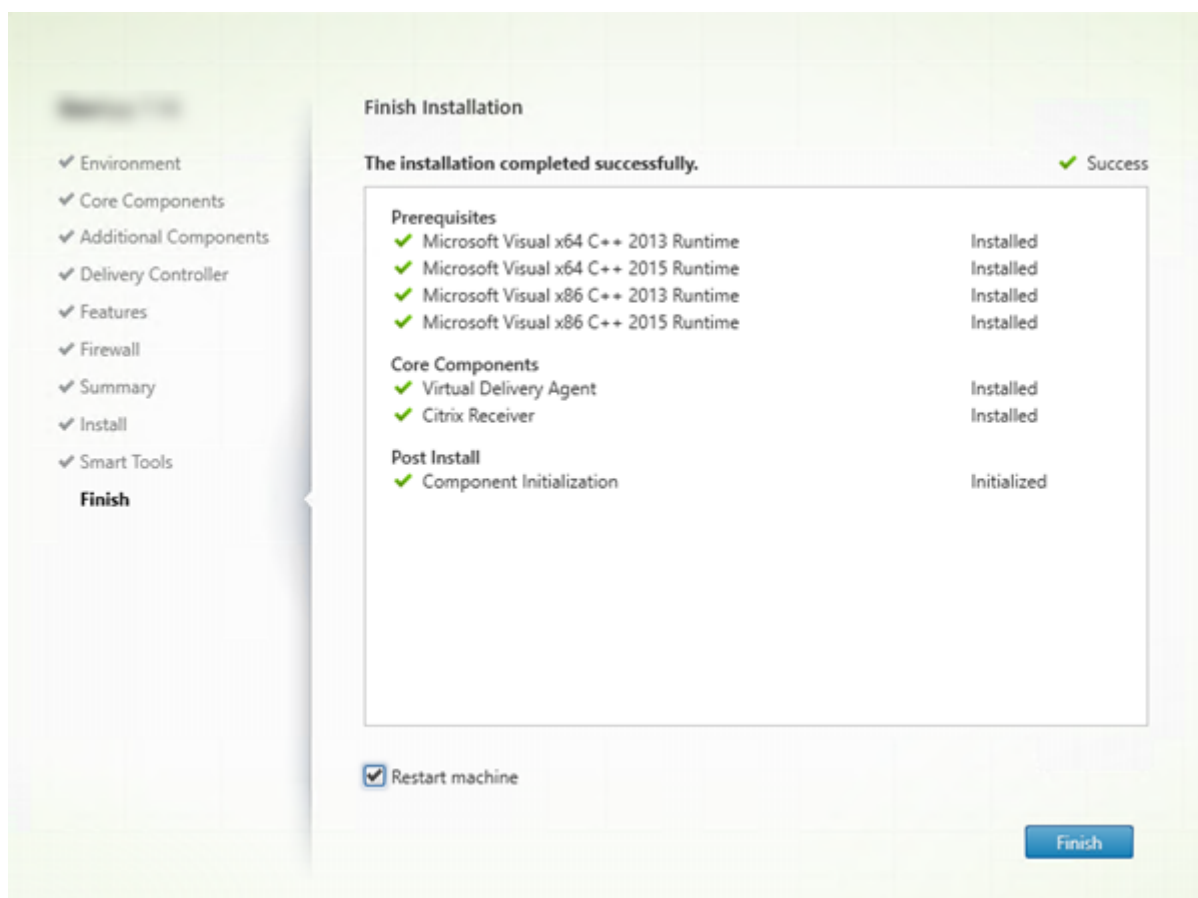 Environment
Core Components
Additional Components
Delivery Controller
Features
Firewall
Summary
Install
Smart Tools
Finish
Finish Installation
The installation completed successfully. Success
Prerequisites
Microsoft Visual x64 C++ 2013 Runtime Installed
Microsoft Visual x64 C++ 2015 Runtime Installed
Microsoft Visual x86 C++ 2013 Runtime Installed
Microsoft Visual x86 C++ 2015 Runtime Installed
Core Components
Virtual Delivery Agent Installed
Citrix Receiver Installed
Post Install
Component Initialization Initialized
Restart machine
Finish